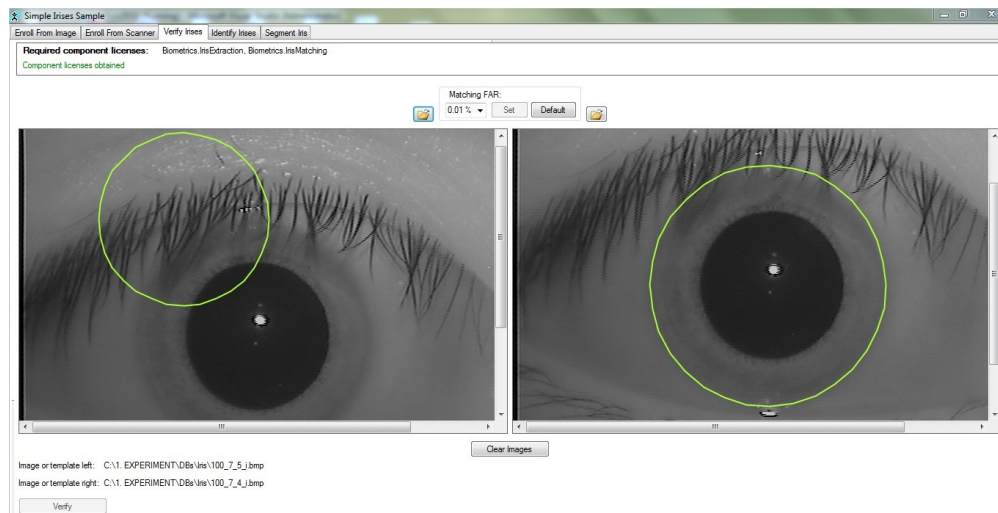 Simple Irises Sample
Enroll From Image Enroll From Scanner Verify Irises Identify Irises Segment Iris
Required component licenses: Biometrics.IrisExtraction, Biometrics.IrisMatching
Component licenses obtained
Matching FAR:
0.01 % Set Default
Clear Images
Image or template left: C:\1. EXPERIMENT\DBs\Iris\100_7_5_i.bmp
Image or template right: C:\1. EXPERIMENT\DBs\Iris\100_7_4_i.bmp
Verify